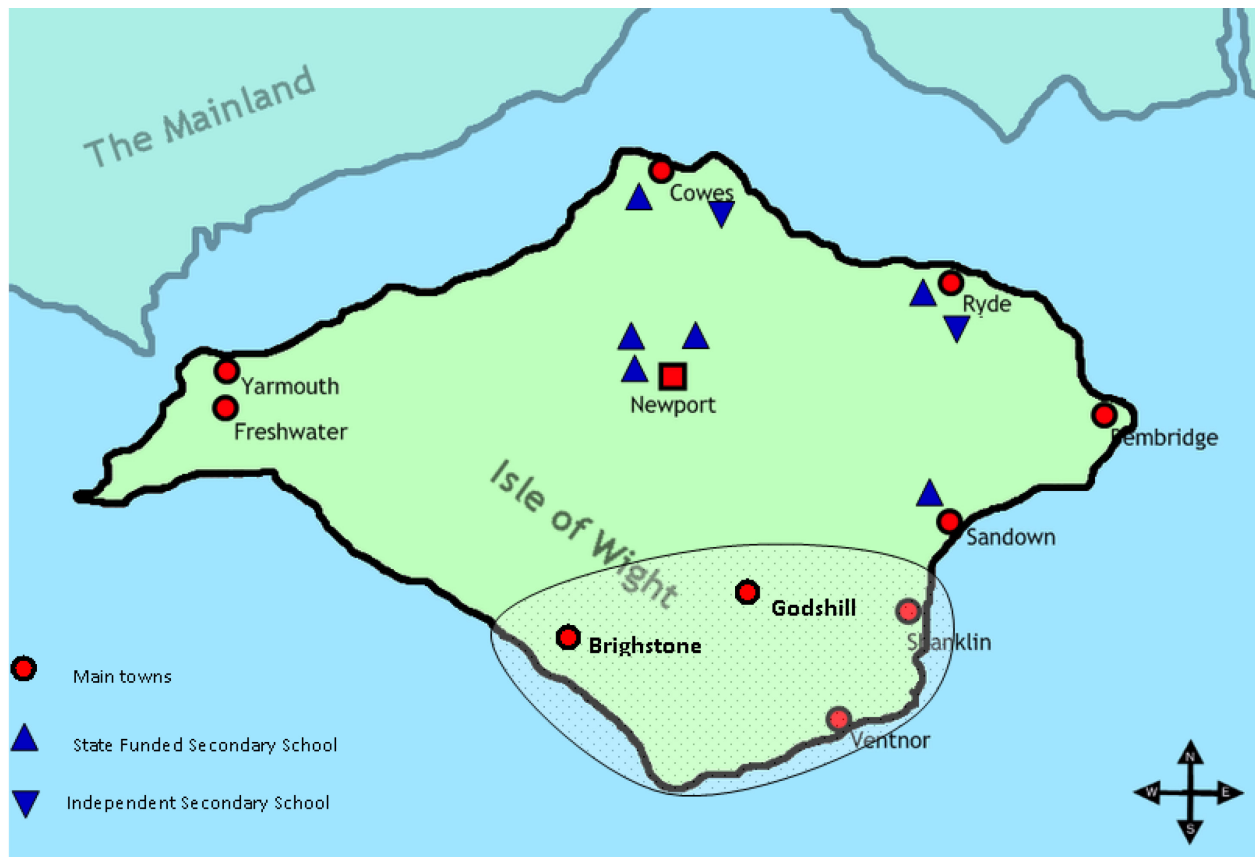 The Mainland
Cowes
Ryde
Yarmouth
Freshwater
Newport
Bembridge
Isle of Wight
Sandown
Godshill
Shanklin
Brighstone
Ventnor
Main towns
State Funded Secondary School
Independent Secondary School
N
W E
S